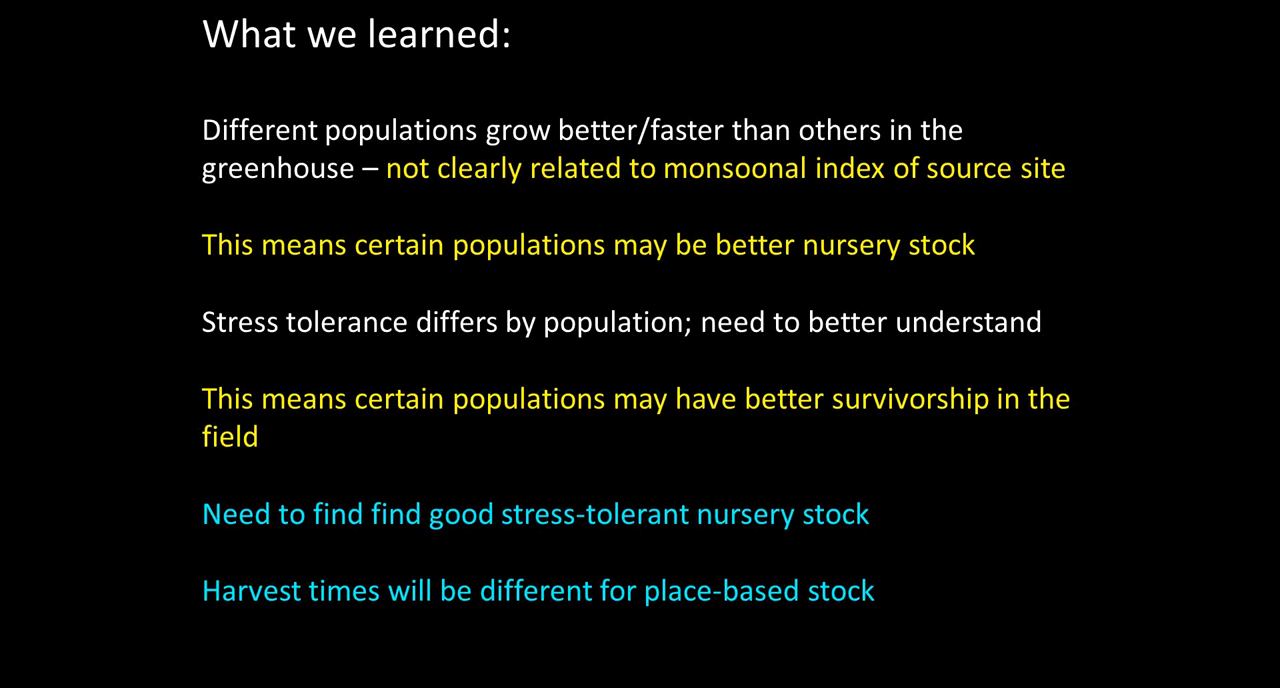 What we learned:
Different populations grow better/faster than others in the
greenhouse – not clearly related to monsoonal index of source site
This means certain populations may be better nursery stock
Stress tolerance differs by population; need to better understand
This means certain populations may have better survivorship in the
field
Need to find find good stress-tolerant nursery stock
Harvest times will be different for place-based stock